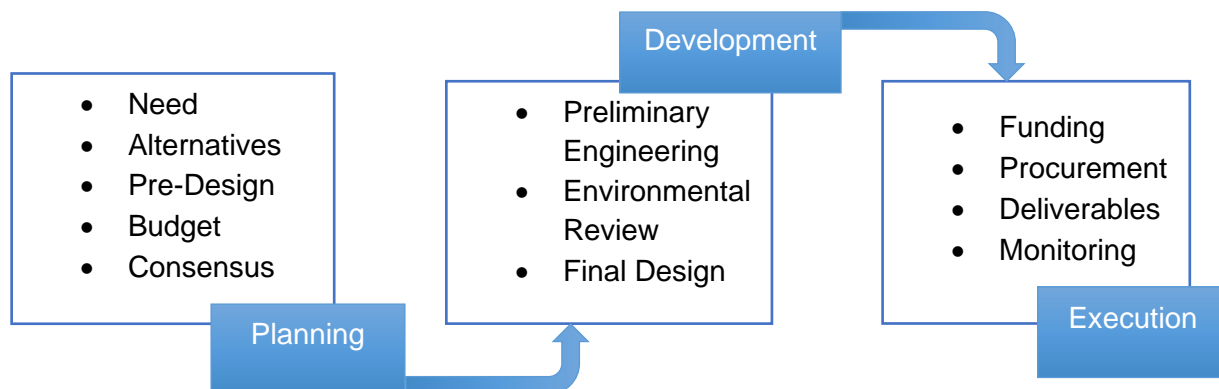 • Need
• Alternatives
• Pre-Design
• Budget
• Consensus
Planning
Development
• Preliminary
Engineering
• Environmental
Review
• Final Design
• Funding
• Procurement
• Deliverables
• Monitoring
Execution